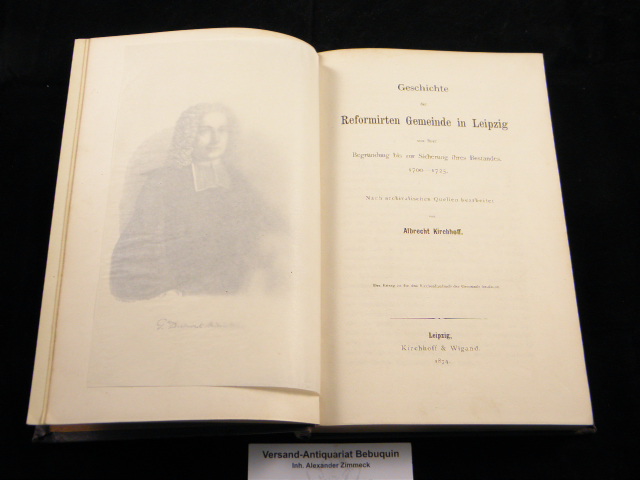 Geschichte
der
Reformirten Gemeinde in Leipzig
von ihrer
Begründung bis zur Sicherung ihres Bestandes.
1700–1725.
Nach archivalischen Quellen bearbeitet
von
Albrecht Kirchhoff.
Leipzig,
Kirchhoff & Wigand.
1874.
Versand-Antiquariat Bebuquin
Inh. Alexander Zimmeck